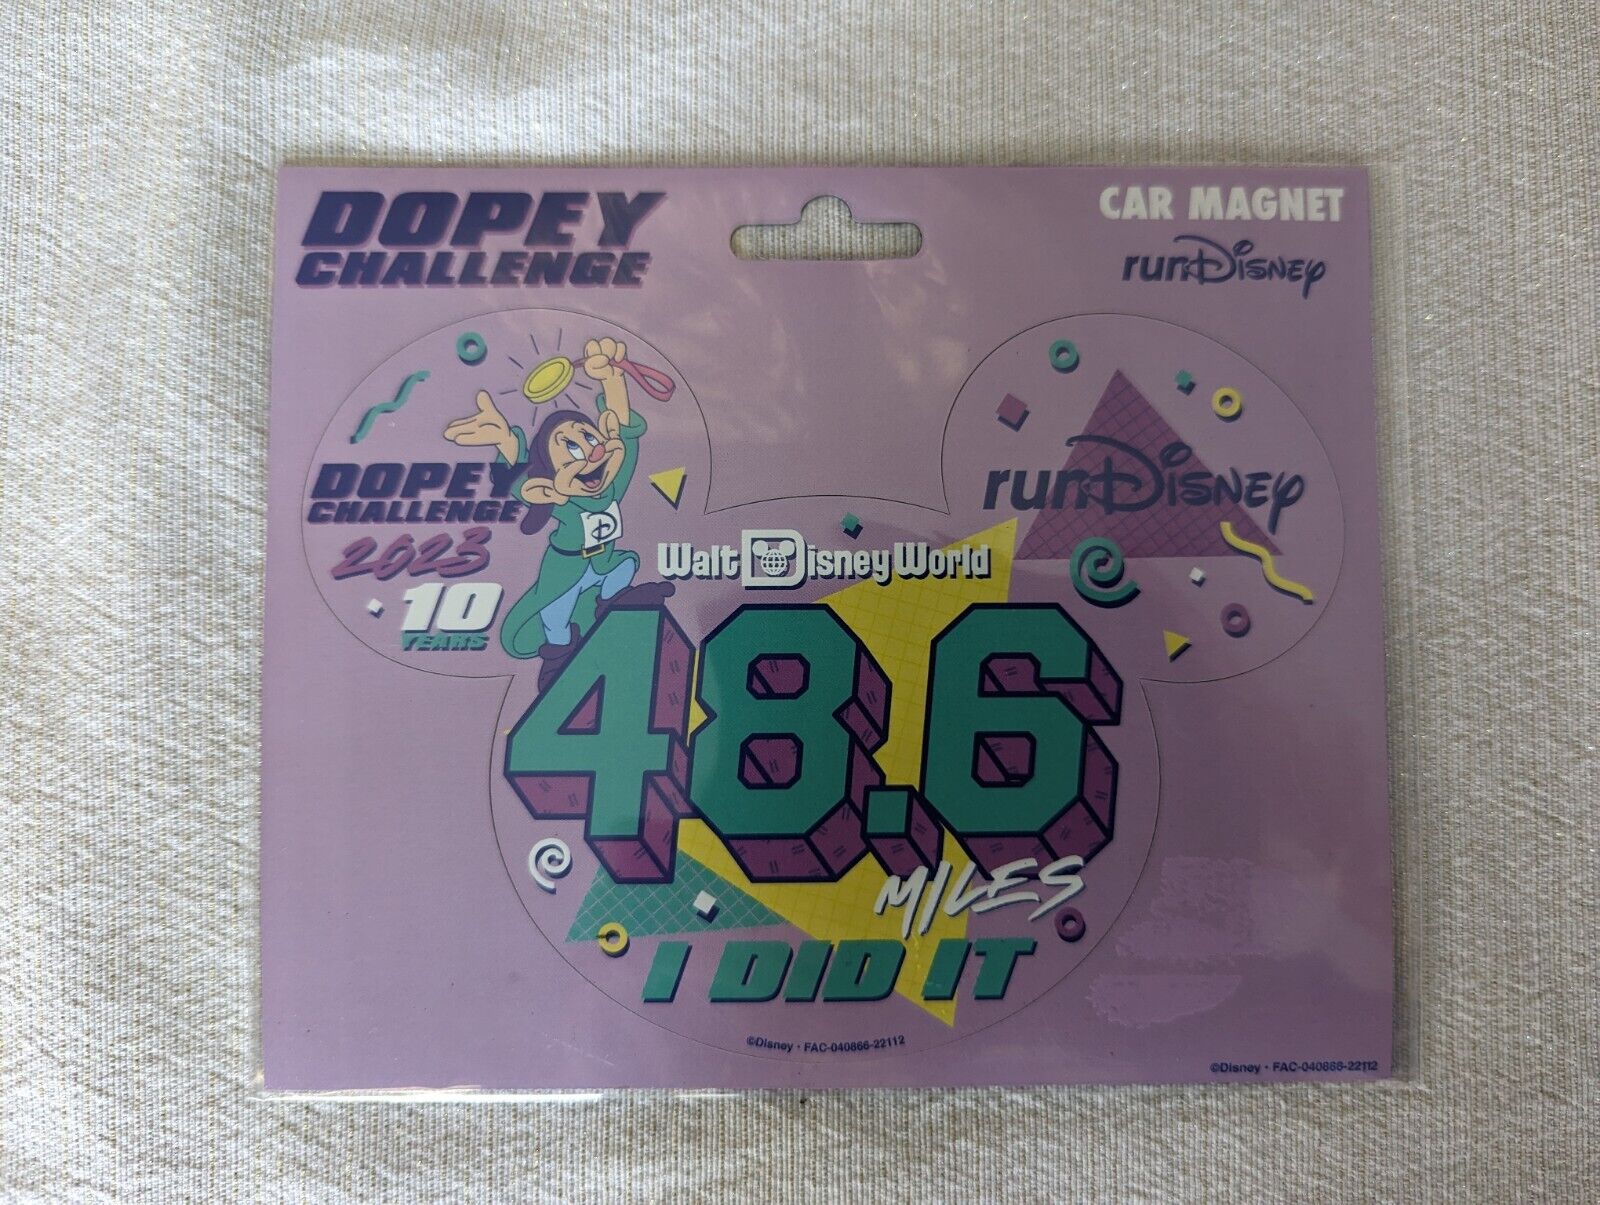 DOPEY
CHALLENGE
CAR MAGNET
runDisney
DOPEY
CHALLENGE
2023
10
YEARS
D
runDisney
Walt Disney World
48.6
MILES
I DID IT
©Disney · FAC-040866-22112
©Disney · FAC-040866-22112